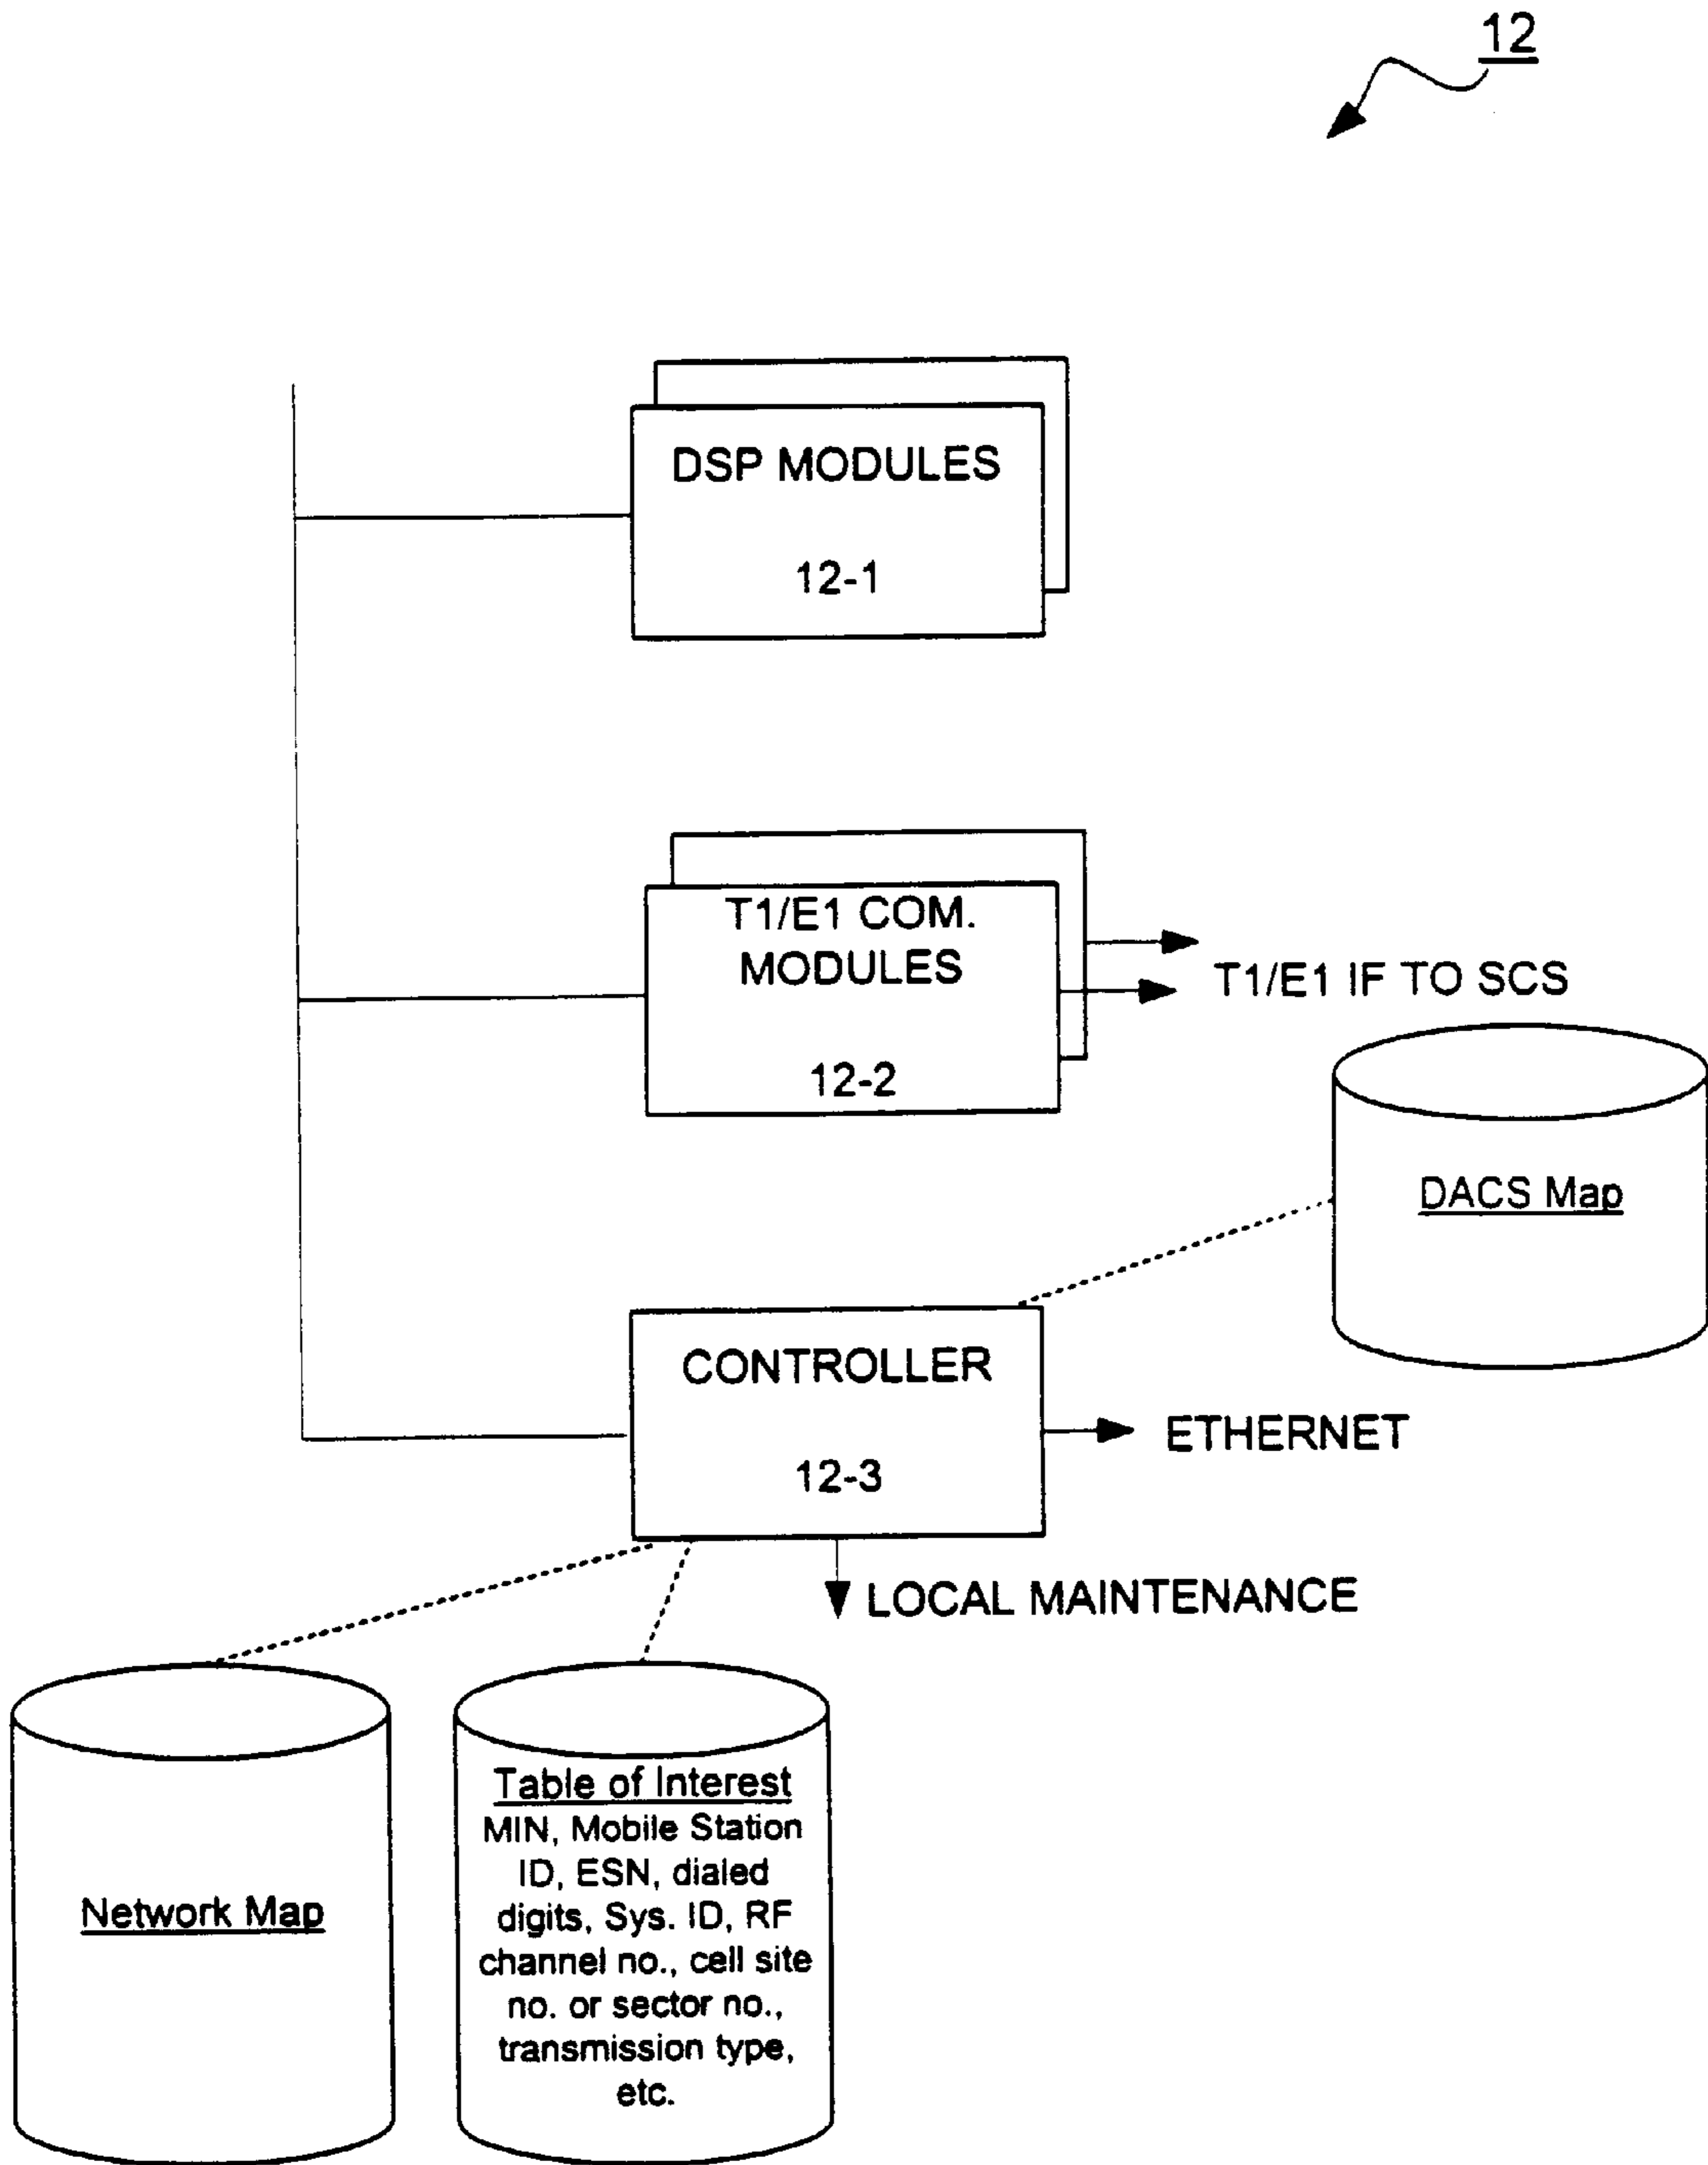 12
DSP MODULES
12-1
T1/E1 COM.
MODULES
12-2
T1/E1 IF TO SCS
DACS Map
CONTROLLER
12-3
ETHERNET
LOCAL MAINTENANCE
Network Map
Table of Interest
MIN, Mobile Station
ID, ESN, dialed
digits, Sys. ID, RF
channel no., cell site
no. or sector no.,
transmission type,
etc.